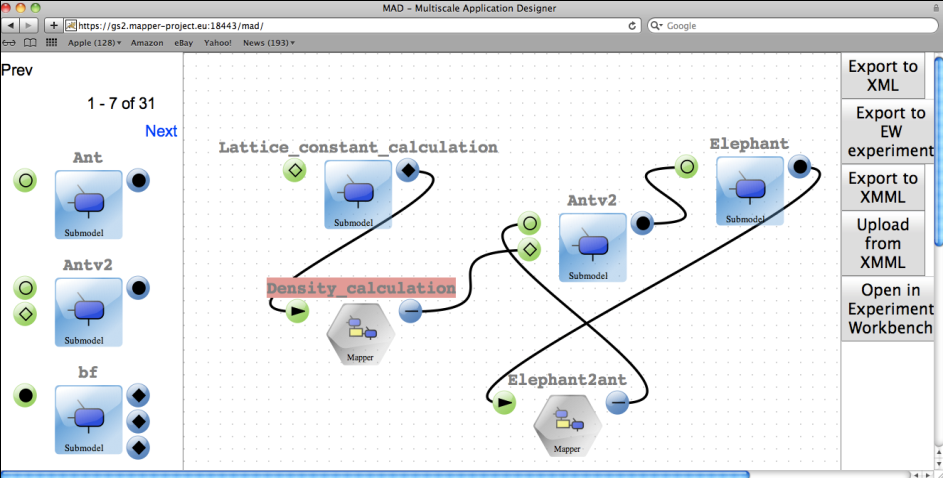 MAD – Multiscale Application Designer
https://gs2.mapper-project.eu:18443/mad/
Google
Apple (128)
Amazon
eBay
Yahoo!
News (193)
Prev
1 - 7 of 31
Next
Ant
Submodel
Antv2
Submodel
bf
Submodel
Lattice_constant_calculation
Submodel
Density_calculation
Mapper
Antv2
Submodel
Elephant
Submodel
Elephant2ant
Mapper
Export to
XML
Export to
EW
experiment
Export to
XMML
Upload
from
XMML
Open in
Experiment
Workbench